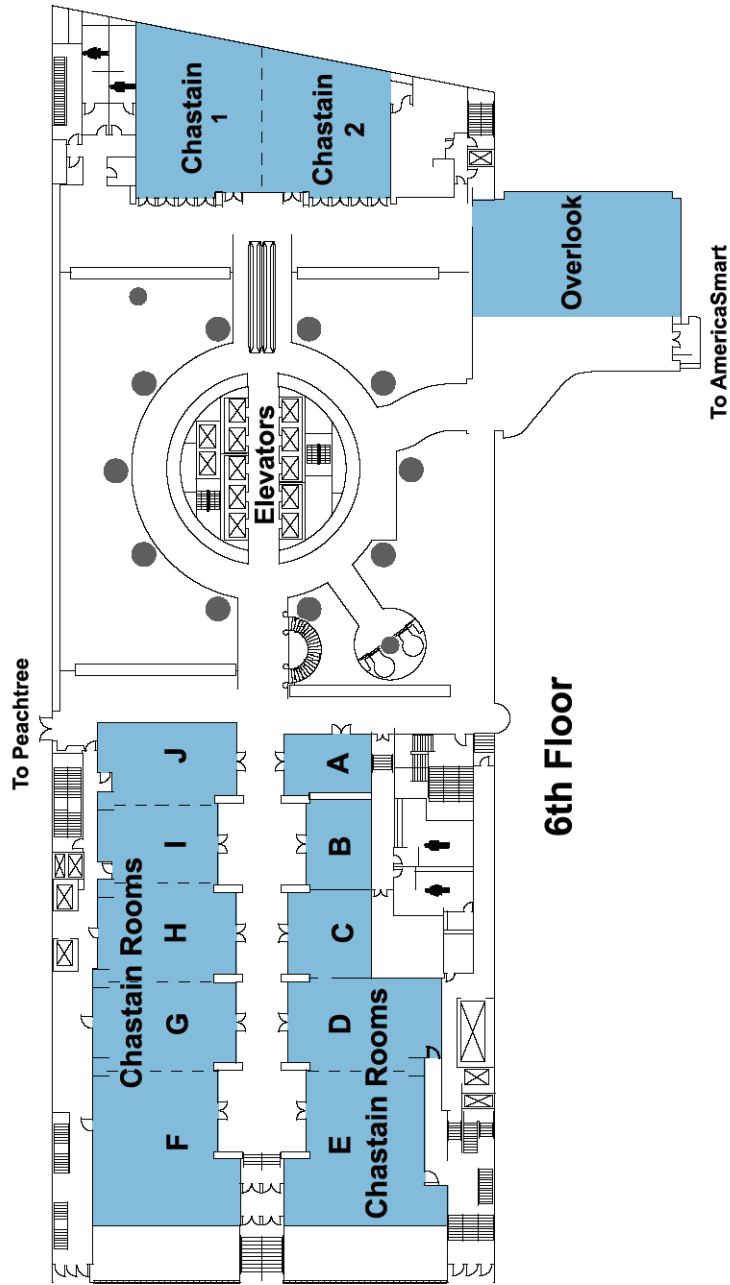 To Peachtree
Chastain
1
Chastain
2
Overlook
To AmericaSmart
Elevators
6th Floor
Chastain Rooms
F
G
H
I
J
A
B
C
D
E
Chastain Rooms